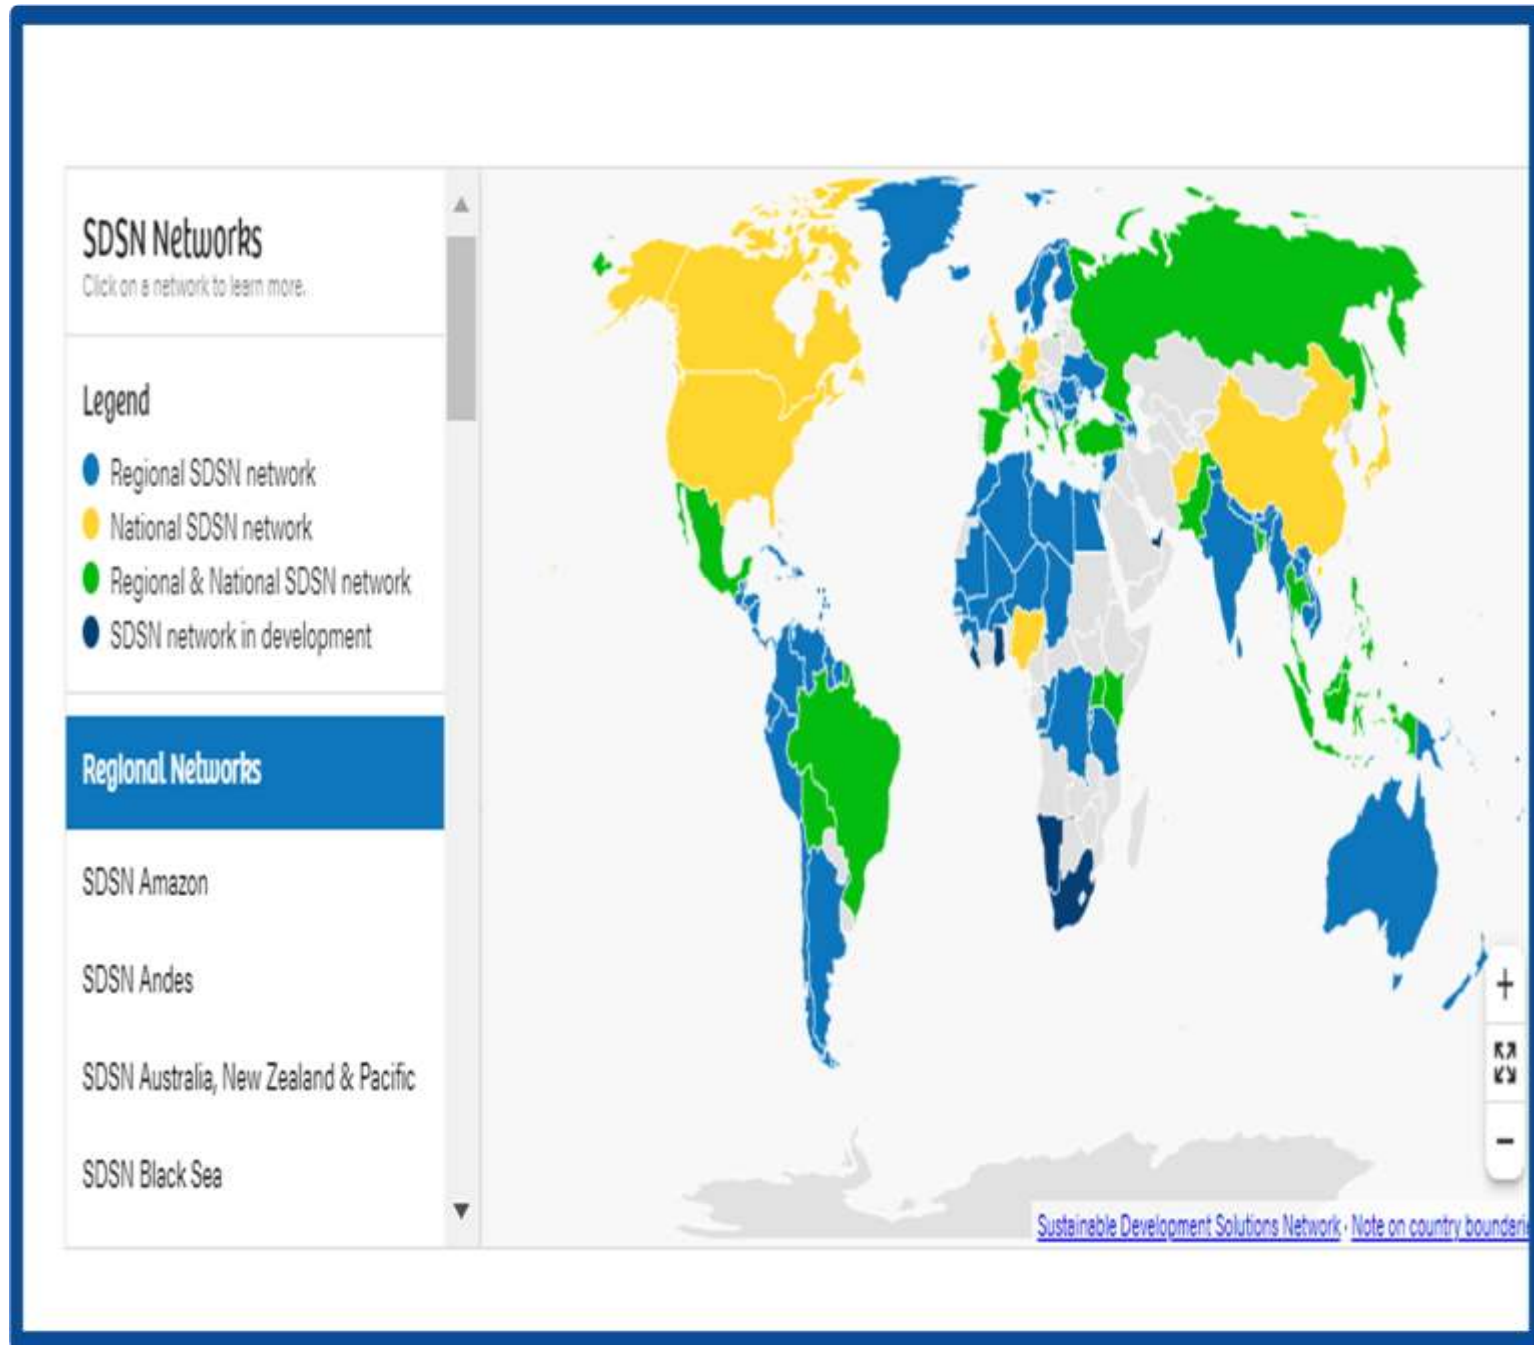 SDSN Networks
Click on a network to learn more.
Legend
Regional SDSN network
National SDSN network
Regional & National SDSN network
SDSN network in development
Regional Networks
SDSN Amazon
SDSN Andes
SDSN Australia, New Zealand & Pacific
SDSN Black Sea
+
−
Sustainable Development Solutions Network · Note on country boundarie